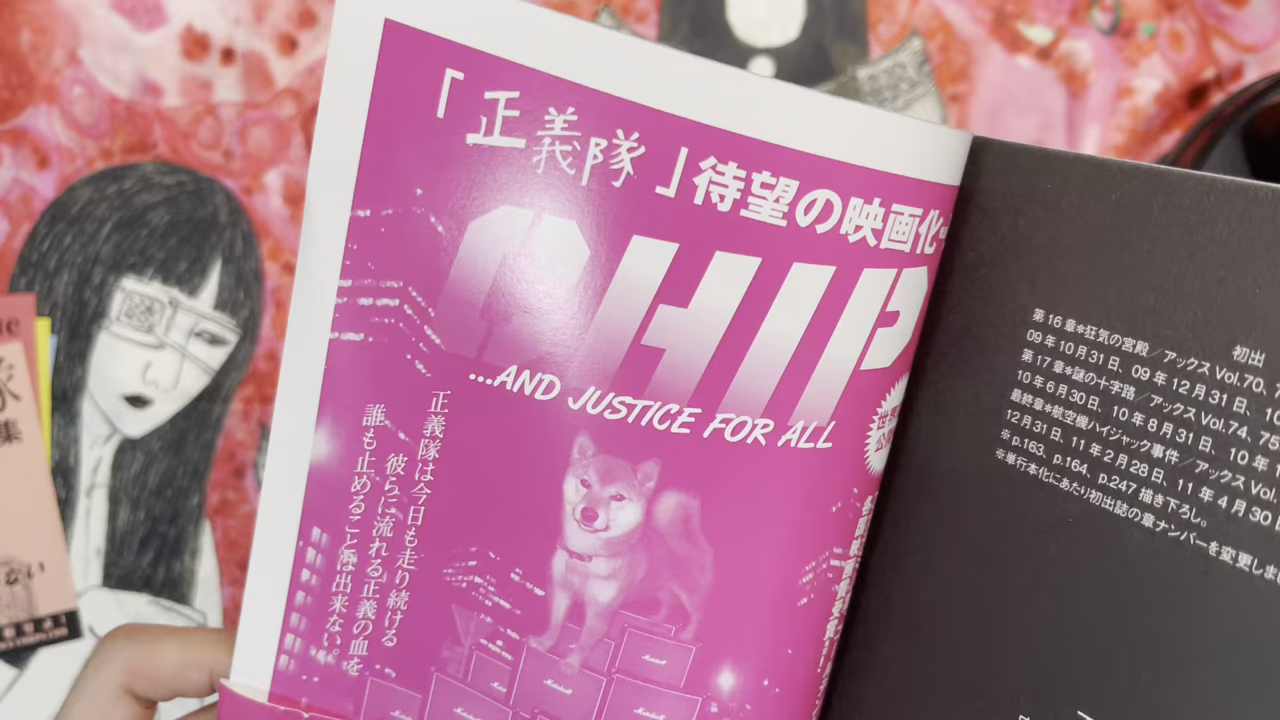 「正義隊」待望の映画化
CHIP
...AND JUSTICE FOR ALL
正義隊は今日も走り続ける
彼らに流れる正義の血を
誰も止めることは出来ない。
Marshall
Marshall
Marshall
Marshall
初出
第16章*狂気の宮殿／アックス Vol.70、
09年10月31日、09年12月31日、10
第17章*謎の十字路／アックス Vol.74、75
10年6月30日、10年8月31日、10年
最終章*航空機ハイジャック事件／アックス Vol.
12月31日、11年2月28日、11年4月30
※p.163、p.164、p.247 描き下ろし。
※単行本化にあたり初出誌の章ナンバーを変更しま
集
ない